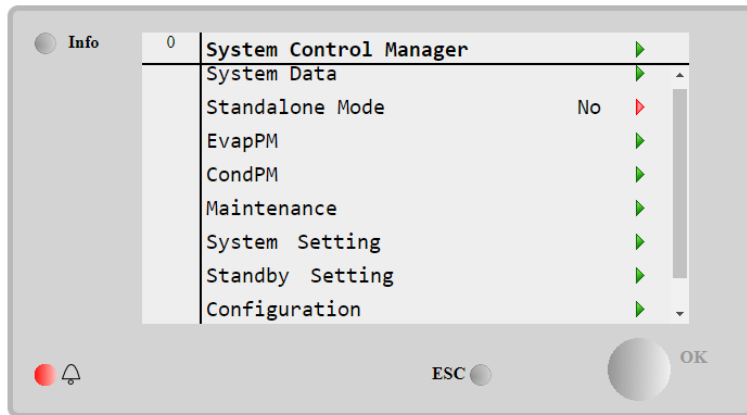 Info
0 System Control Manager
System Data
Standalone Mode No
EvapPM
CondPM
Maintenance
System Setting
Standby Setting
Configuration
ESC
OK